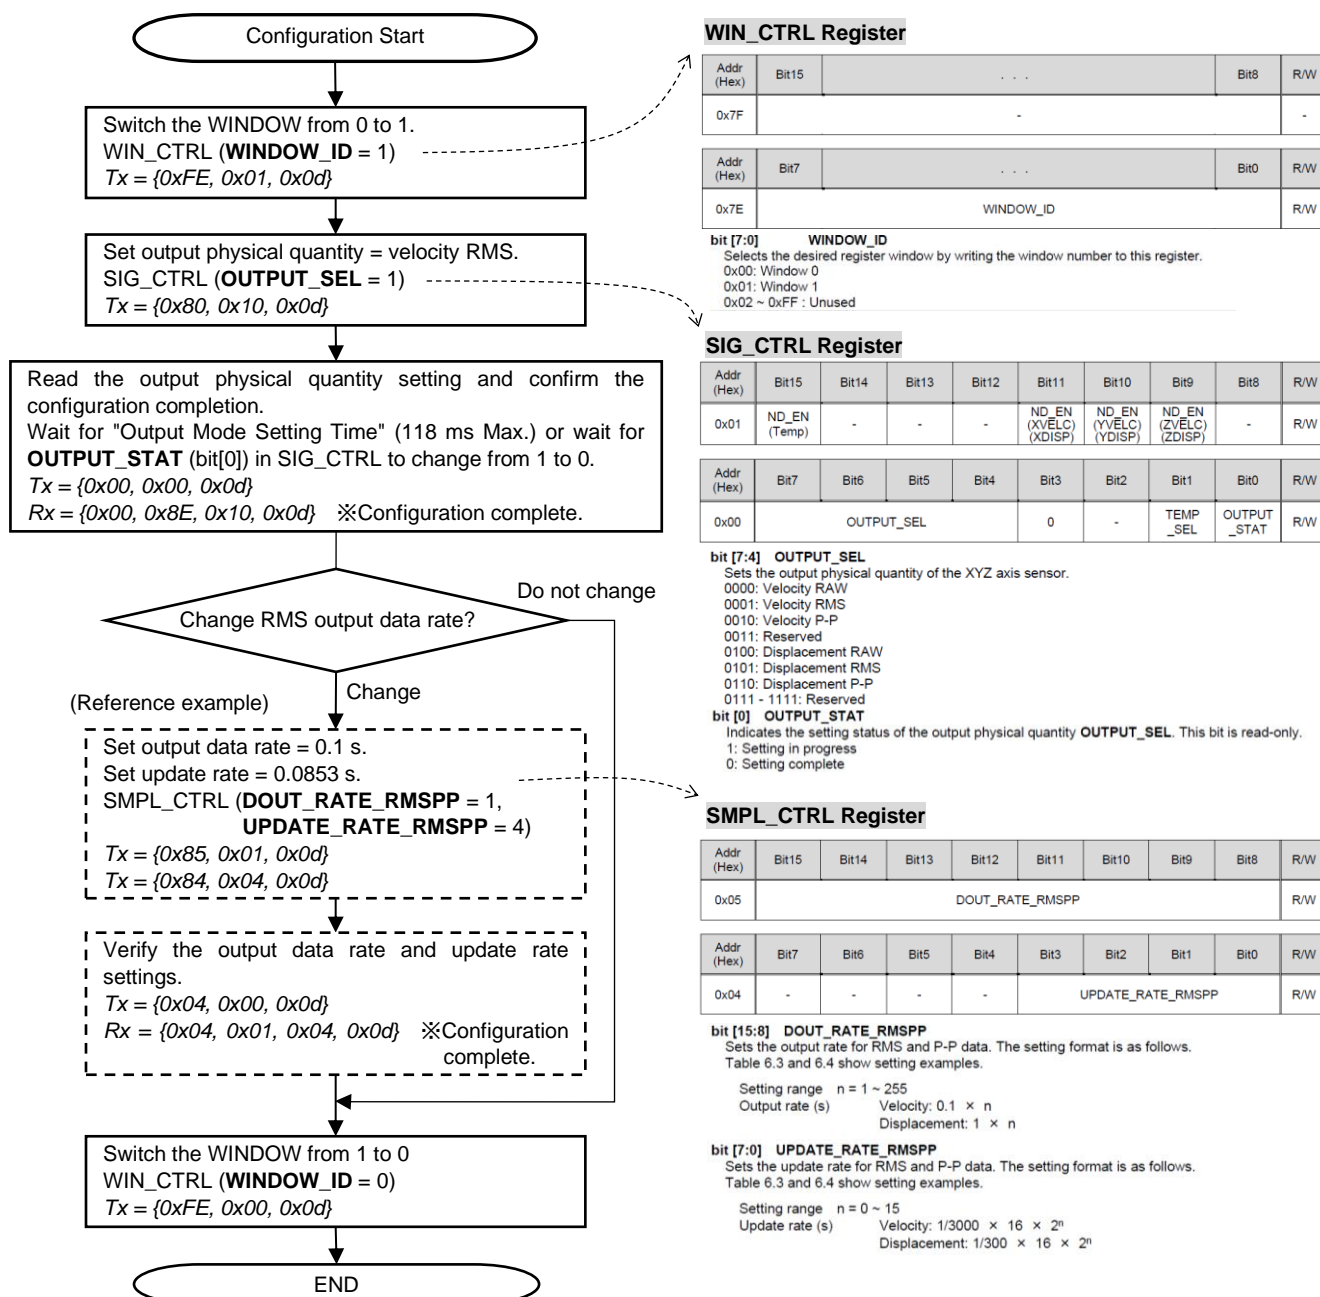 Configuration Start
Switch the WINDOW from 0 to 1.
WIN_CTRL (WINDOW_ID = 1)
Tx = {0xFE, 0x01, 0x0d}
Set output physical quantity = velocity RMS.
SIG_CTRL (OUTPUT_SEL = 1)
Tx = {0x80, 0x10, 0x0d}
Read the output physical quantity setting and confirm the
configuration completion.
Wait for "Output Mode Setting Time" (118 ms Max.) or wait for
OUTPUT_STAT (bit[0]) in SIG_CTRL to change from 1 to 0.
Tx = {0x00, 0x00, 0x0d}
Rx = {0x00, 0x8E, 0x10, 0x0d} ※Configuration complete.
Do not change
Change RMS output data rate?
Change
(Reference example)
Set output data rate = 0.1 s.
Set update rate = 0.0853 s.
SMPL_CTRL (DOUT_RATE_RMSPP = 1,
UPDATE_RATE_RMSPP = 4)
Tx = {0x85, 0x01, 0x0d}
Tx = {0x84, 0x04, 0x0d}
Verify the output data rate and update rate
settings.
Tx = {0x04, 0x00, 0x0d}
Rx = {0x04, 0x01, 0x04, 0x0d} ※Configuration
complete.
Switch the WINDOW from 1 to 0
WIN_CTRL (WINDOW_ID = 0)
Tx = {0xFE, 0x00, 0x0d}
END
WIN_CTRL Register
Addr (Hex) Bit15 . . . Bit8 R/W
0x7F - -
Addr (Hex) Bit7 . . . Bit0 R/W
0x7E WINDOW_ID R/W
bit [7:0] WINDOW_ID
Selects the desired register window by writing the window number to this register.
0x00: Window 0
0x01: Window 1
0x02 ~ 0xFF : Unused
SIG_CTRL Register
Addr (Hex) Bit15 Bit14 Bit13 Bit12 Bit11 Bit10 Bit9 Bit8 R/W
0x01 ND_EN (Temp) - - - ND_EN (XVELC) (XDISP) ND_EN (YVELC) (YDISP) ND_EN (ZVELC) (ZDISP) - R/W
Addr (Hex) Bit7 Bit6 Bit5 Bit4 Bit3 Bit2 Bit1 Bit0 R/W
0x00 OUTPUT_SEL 0 - TEMP _SEL OUTPUT _STAT R/W
bit [7:4] OUTPUT_SEL
Sets the output physical quantity of the XYZ axis sensor.
0000: Velocity RAW
0001: Velocity RMS
0010: Velocity P-P
0011: Reserved
0100: Displacement RAW
0101: Displacement RMS
0110: Displacement P-P
0111 - 1111: Reserved
bit [0] OUTPUT_STAT
Indicates the setting status of the output physical quantity OUTPUT_SEL. This bit is read-only.
1: Setting in progress
0: Setting complete
SMPL_CTRL Register
Addr (Hex) Bit15 Bit14 Bit13 Bit12 Bit11 Bit10 Bit9 Bit8 R/W
0x05 DOUT_RATE_RMSPP R/W
Addr (Hex) Bit7 Bit6 Bit5 Bit4 Bit3 Bit2 Bit1 Bit0 R/W
0x04 - - - - UPDATE_RATE_RMSPP R/W
bit [15:8] DOUT_RATE_RMSPP
Sets the output rate for RMS and P-P data. The setting format is as follows.
Table 6.3 and 6.4 show setting examples.
Setting range n = 1 ~ 255
Output rate (s) Velocity: 0.1 × n
Displacement: 1 × n
bit [7:0] UPDATE_RATE_RMSPP
Sets the update rate for RMS and P-P data. The setting format is as follows.
Table 6.3 and 6.4 show setting examples.
Setting range n = 0 ~ 15
Update rate (s) Velocity: 1/3000 × 16 × 2ⁿ
Displacement: 1/300 × 16 × 2ⁿ